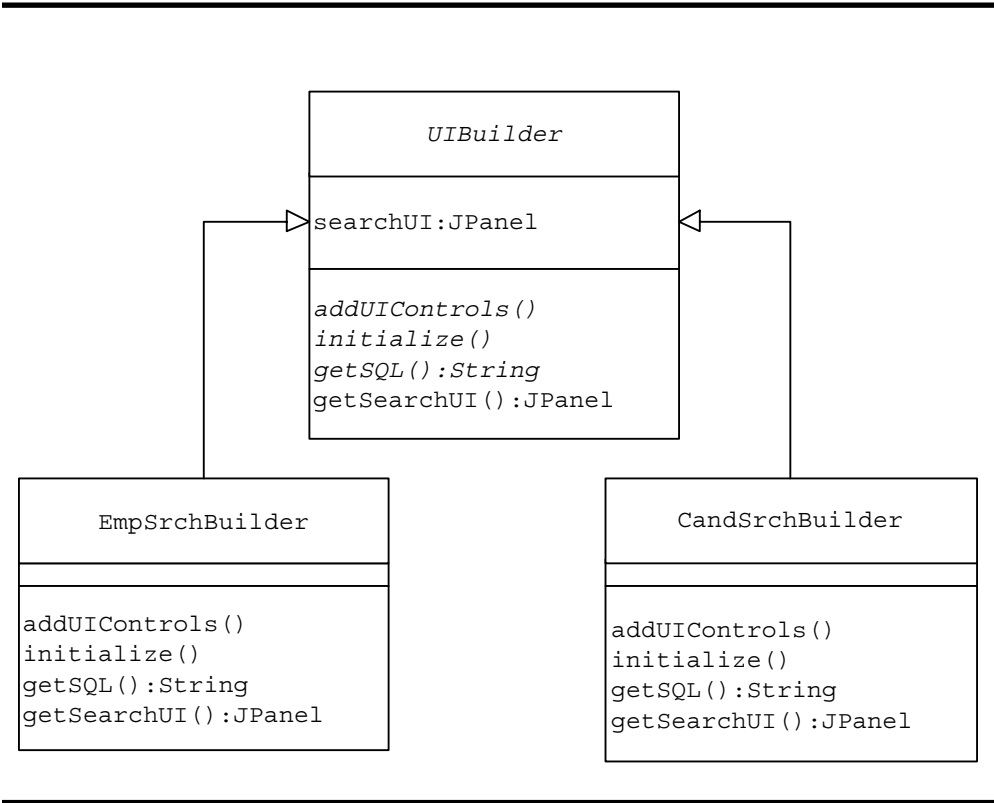 UIBuilder
searchUI:JPanel
addUIControls()
initialize()
getSQL():String
getSearchUI():JPanel
EmpSrchBuilder
addUIControls()
initialize()
getSQL():String
getSearchUI():JPanel
CandSrchBuilder
addUIControls()
initialize()
getSQL():String
getSearchUI():JPanel